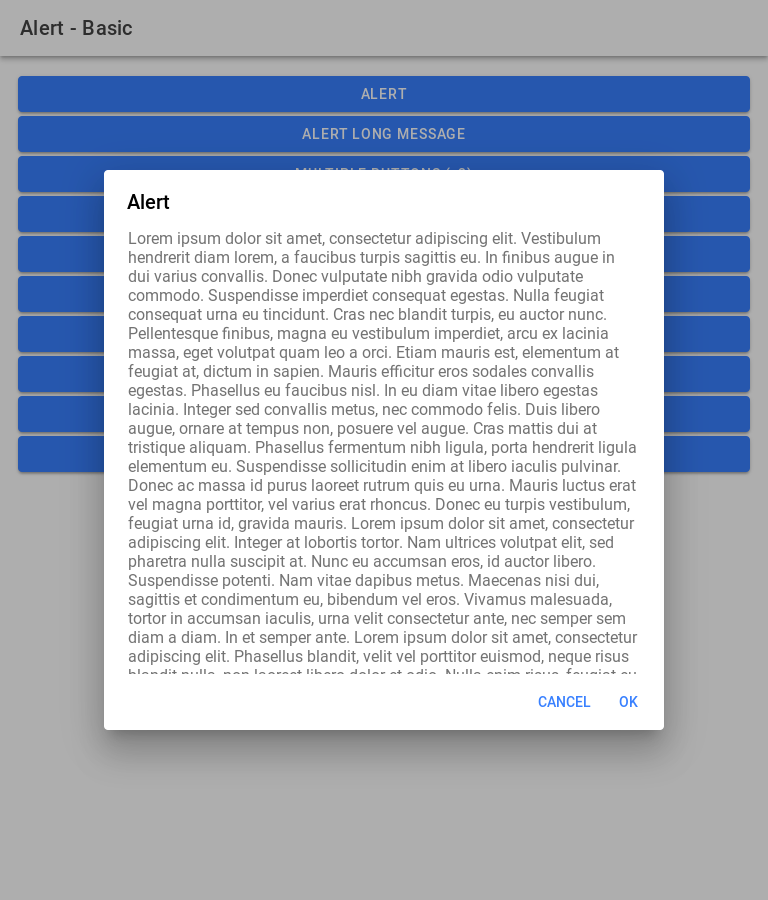 Alert - Basic
ALERT
ALERT LONG MESSAGE
Alert
Lorem ipsum dolor sit amet, consectetur adipiscing elit. Vestibulum
hendrerit diam lorem, a faucibus turpis sagittis eu. In finibus augue in
dui varius convallis. Donec vulputate nibh gravida odio vulputate
commodo. Suspendisse imperdiet consequat egestas. Nulla feugiat
consequat urna eu tincidunt. Cras nec blandit turpis, eu auctor nunc.
Pellentesque finibus, magna eu vestibulum imperdiet, arcu ex lacinia
massa, eget volutpat quam leo a orci. Etiam mauris est, elementum at
feugiat at, dictum in sapien. Mauris efficitur eros sodales convallis
egestas. Phasellus eu faucibus nisl. In eu diam vitae libero egestas
lacinia. Integer sed convallis metus, nec commodo felis. Duis libero
augue, ornare at tempus non, posuere vel augue. Cras mattis dui at
tristique aliquam. Phasellus fermentum nibh ligula, porta hendrerit ligula
elementum eu. Suspendisse sollicitudin enim at libero iaculis pulvinar.
Donec ac massa id purus laoreet rutrum quis eu urna. Mauris luctus erat
vel magna porttitor, vel varius erat rhoncus. Donec eu turpis vestibulum,
feugiat urna id, gravida mauris. Lorem ipsum dolor sit amet, consectetur
adipiscing elit. Integer at lobortis tortor. Nam ultrices volutpat elit, sed
pharetra nulla suscipit at. Nunc eu accumsan eros, id auctor libero.
Suspendisse potenti. Nam vitae dapibus metus. Maecenas nisi dui,
sagittis et condimentum eu, bibendum vel eros. Vivamus malesuada,
tortor in accumsan iaculis, urna velit consectetur ante, nec semper sem
diam a diam. In et semper ante. Lorem ipsum dolor sit amet, consectetur
adipiscing elit. Phasellus blandit, velit vel porttitor euismod, neque risus
CANCEL OK